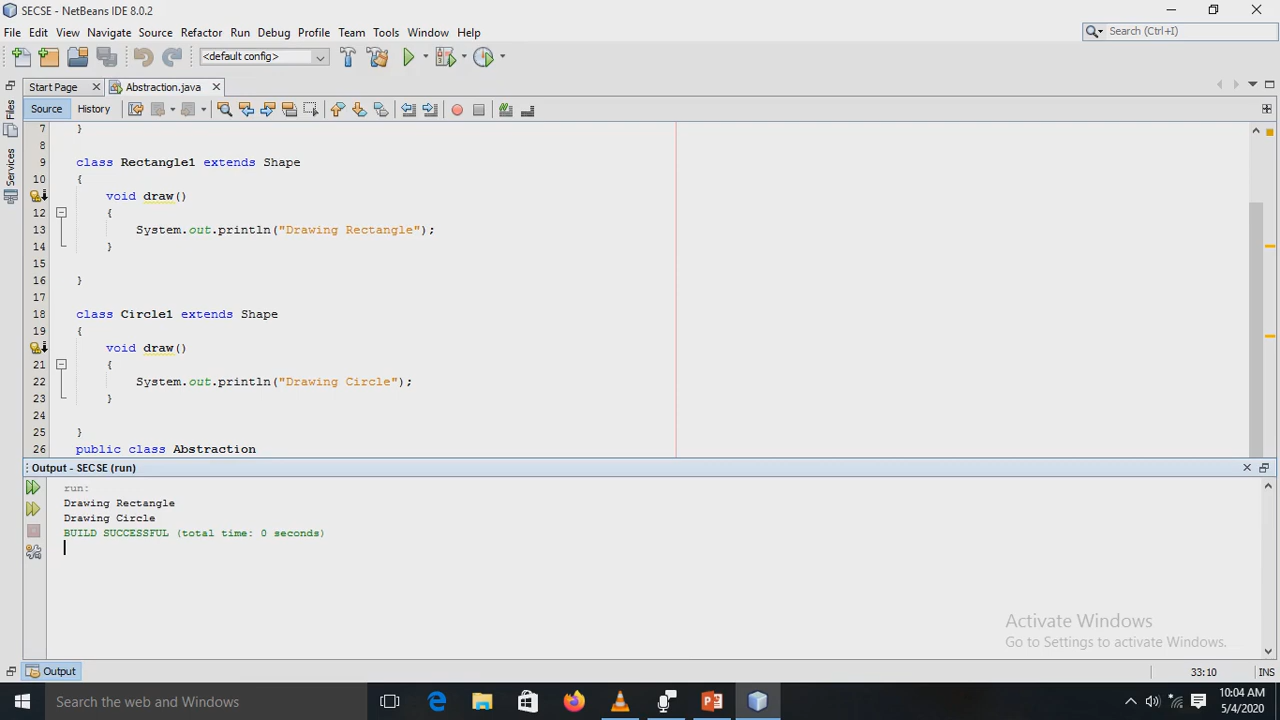 SECSE - NetBeans IDE 8.0.2
File Edit View Navigate Source Refactor Run Debug Profile Team Tools Window Help
Search (Ctrl+I)
<default config>
Start Page
Abstraction.java
Files
Services
Source History
7 }
8
9 class Rectangle1 extends Shape
10 {
void draw()
12 {
13 System.out.println("Drawing Rectangle");
14 }
15
16 }
17
18 class Circle1 extends Shape
19 {
void draw()
21 {
22 System.out.println("Drawing Circle");
23 }
24
25 }
26 public class Abstraction
Output - SECSE (run)
run:
Drawing Rectangle
Drawing Circle
BUILD SUCCESSFUL (total time: 0 seconds)
Activate Windows
Go to Settings to activate Windows.
Output
33:10 INS
Search the web and Windows
10:04 AM
5/4/2020